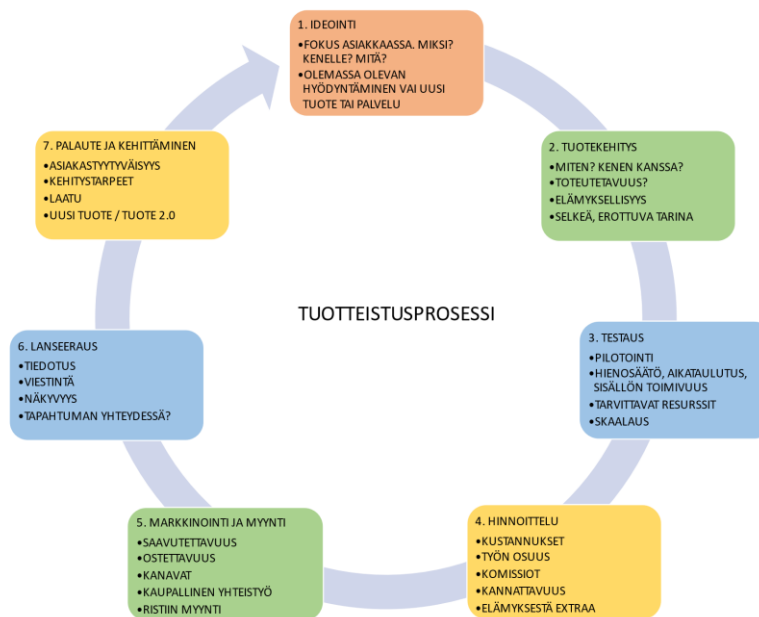 1. IDEOINTI
•FOKUS ASIAKKAASSA. MIKSI?
KENELLE? MITÄ?
•OLEMASSA OLEVAN
HYÖDYNTÄMINEN VAI UUSI
TUOTE TAI PALVELU
2. TUOTEKEHITYS
•MITEN? KENEN KANSSA?
•TOTEUTETAVUUS?
•ELÄMYKSELLISYYS
•SELKEÄ, EROTTUVA TARINA
3. TESTAUS
•PILOTOINTI
•HIENOSÄÄTÖ, AIKATAULUTUS,
SISÄLLÖN TOIMIVUUS
•TARVITTAVAT RESURSSIT
•SKAALAUS
4. HINNOITTELU
•KUSTANNUKSET
•TYÖN OSUUS
•KOMISSIOT
•KANNATTAVUUS
•ELÄMYKSESTÄ EXTRAA
5. MARKKINOINTI JA MYYNTI
•SAAVUTETTAVUUS
•OSTETTAVUUS
•KANAVAT
•KAUPALLINEN YHTEISTYÖ
•RISTIIN MYYNTI
6. LANSEERAUS
•TIEDOTUS
•VIESTINTÄ
•NÄKYVYYS
•TAPAHTUMAN YHTEYDESSÄ?
7. PALAUTE JA KEHITTÄMINEN
•ASIAKASTYYTYVÄISYYS
•KEHITYSTARPEET
•LAATU
•UUSI TUOTE / TUOTE 2.0
TUOTTEISTUSPROSESSI